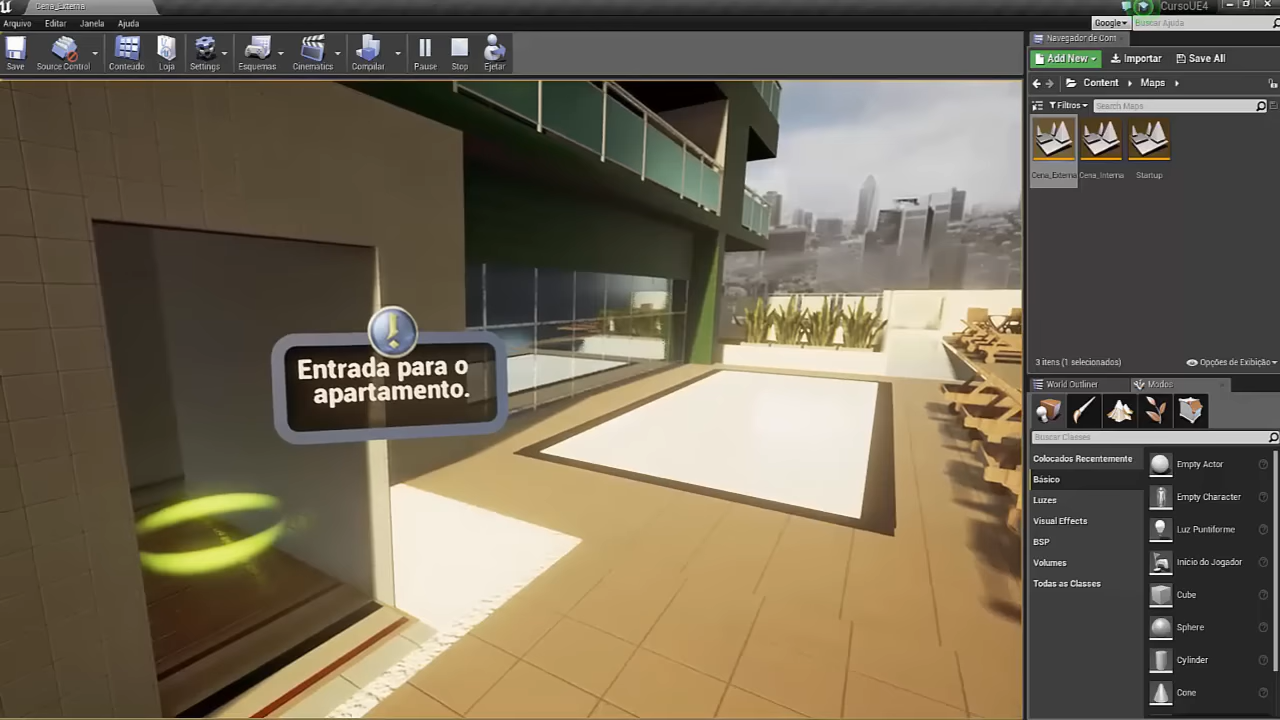 Cena_Externa
CursoUE4
Arquivo Editar Janela Ajuda
Google
Buscar Ajuda
Save Source Control Conteudo Loja Settings Esquemas Cinematics Compilar Pause Stop Ejetar
Navegador de Cont
Add New Importar Save All
Content Maps
Filtros Search Maps
Cena_Externa Cena_Interna Startup
3 itens (1 selecionados) Opções de Exibição
World Outliner Modos
Buscar Classes
Colocados Recentemente
Básico
Luzes
Visual Effects
BSP
Volumes
Todas as Classes
Empty Actor
Empty Character
Luz Puntiforme
Inicio do Jogador
Cube
Sphere
Cylinder
Cone
Entrada para o
apartamento.